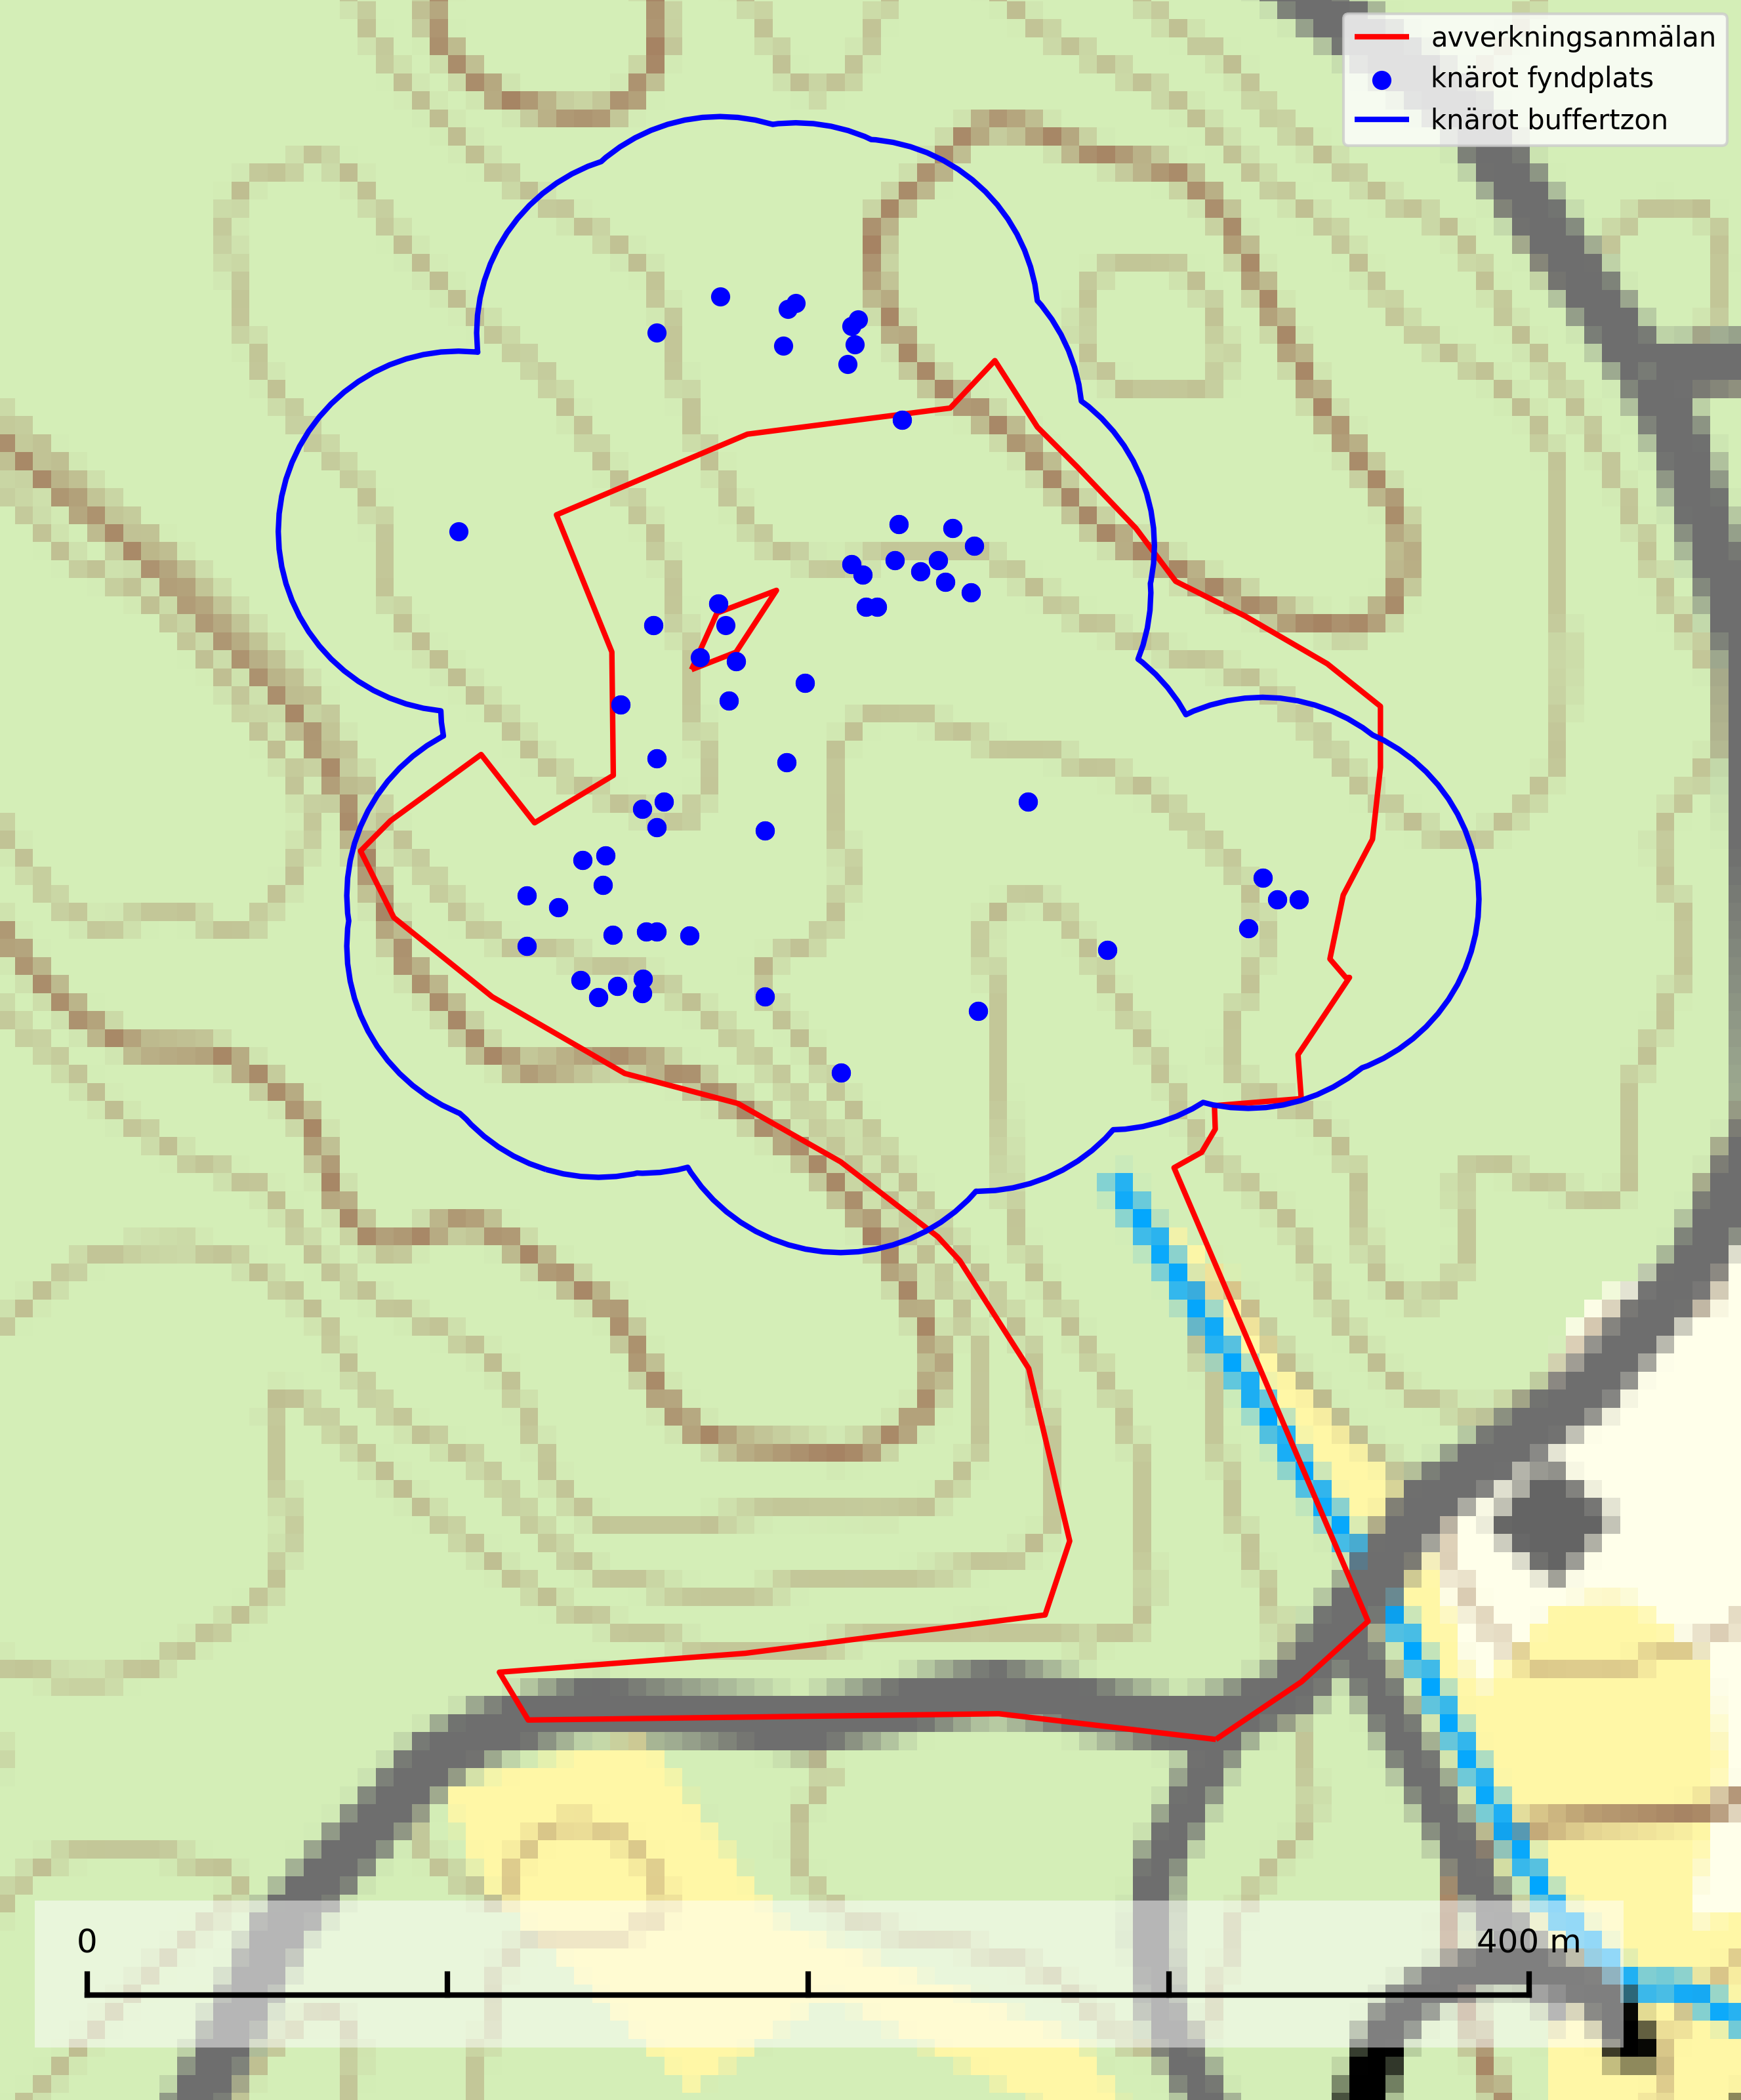 avverkningsanmälan
knärot fyndplats
knärot buffertzon
0 400 m